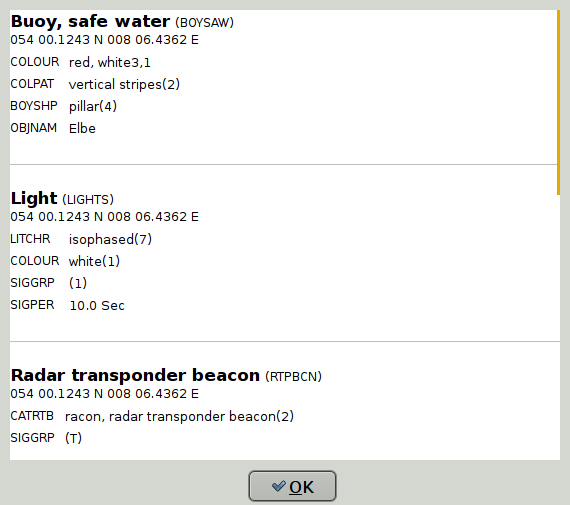 Buoy, safe water (BOYSAW)
054 00.1243 N 008 06.4362 E
COLOUR red, white3,1
COLPAT vertical stripes(2)
BOYSHP pillar(4)
OBJNAM Elbe
Light (LIGHTS)
054 00.1243 N 008 06.4362 E
LITCHR isophased(7)
COLOUR white(1)
SIGGRP (1)
SIGPER 10.0 Sec
Radar transponder beacon (RTPBCN)
054 00.1243 N 008 06.4362 E
CATRTB racon, radar transponder beacon(2)
SIGGRP (T)
OK